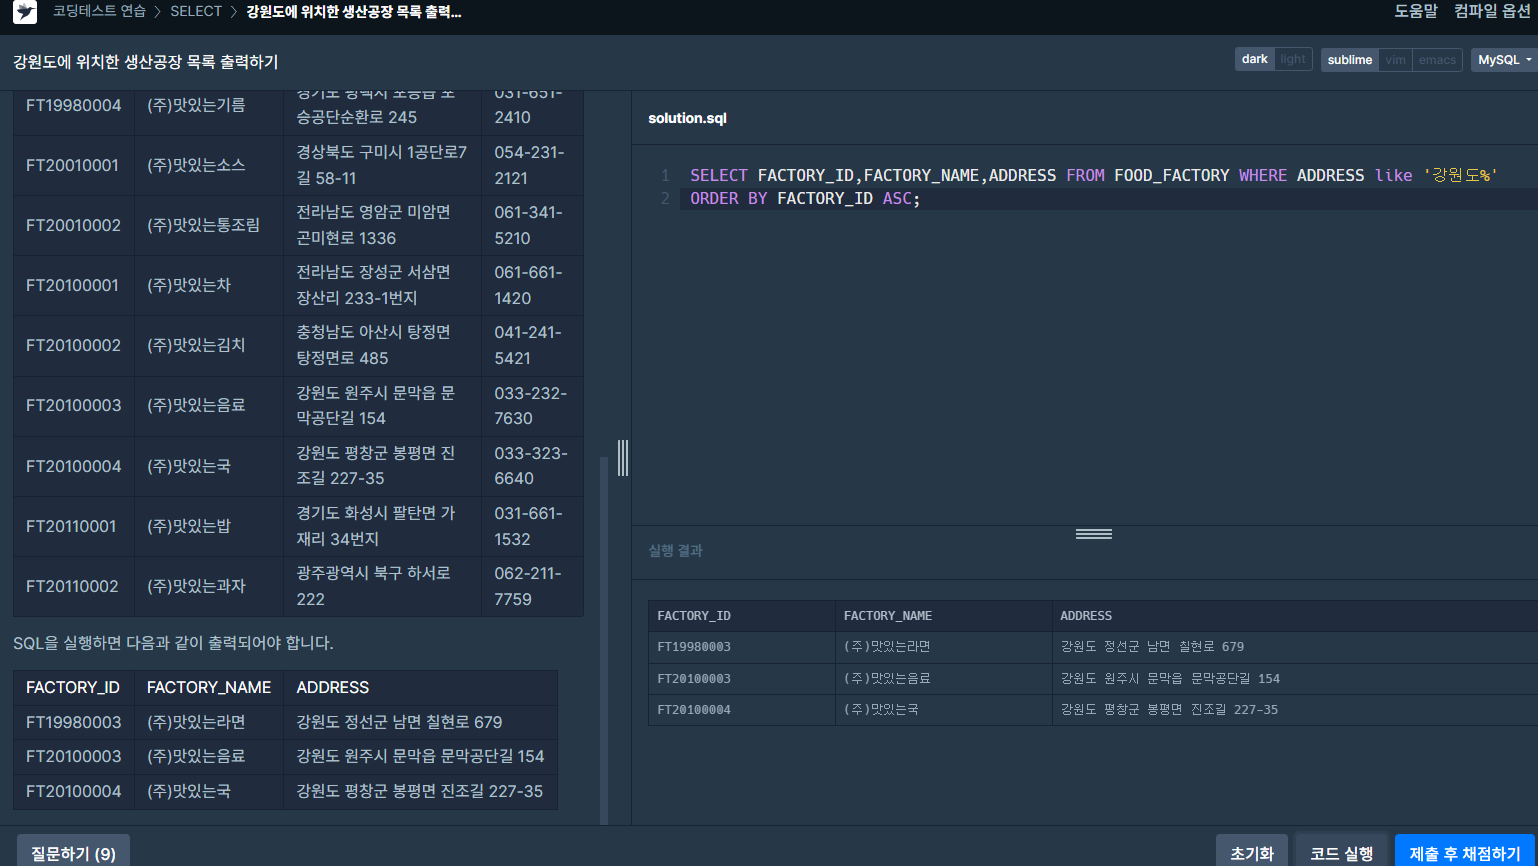 코딩테스트 연습 > SELECT > 강원도에 위치한 생산공장 목록 출력... 도움말 컴파일 옵션
강원도에 위치한 생산공장 목록 출력하기 dark light sublime vim emacs MySQL
FT19980004 (주)맛있는기름 경기도 평택시 포승읍 포 031-651-
승공단순환로 245 2410
FT20010001 (주)맛있는소스 경상북도 구미시 1공단로7 054-231-
길 58-11 2121
FT20010002 (주)맛있는통조림 전라남도 영암군 미암면 061-341-
곤미현로 1336 5210
FT20100001 (주)맛있는차 전라남도 장성군 서삼면 061-661-
장산리 233-1번지 1420
FT20100002 (주)맛있는김치 충청남도 아산시 탕정면 041-241-
탕정면로 485 5421
FT20100003 (주)맛있는음료 강원도 원주시 문막읍 문 033-232-
막공단길 154 7630
FT20100004 (주)맛있는국 강원도 평창군 봉평면 진 033-323-
조길 227-35 6640
FT20110001 (주)맛있는밥 경기도 화성시 팔탄면 가 031-661-
재리 34번지 1532
FT20110002 (주)맛있는과자 광주광역시 북구 하서로 062-211-
222 7759
SQL을 실행하면 다음과 같이 출력되어야 합니다.
FACTORY_ID FACTORY_NAME ADDRESS
FT19980003 (주)맛있는라면 강원도 정선군 남면 칠현로 679
FT20100003 (주)맛있는음료 강원도 원주시 문막읍 문막공단길 154
FT20100004 (주)맛있는국 강원도 평창군 봉평면 진조길 227-35
질문하기 (9)
solution.sql
1 SELECT FACTORY_ID,FACTORY_NAME,ADDRESS FROM FOOD_FACTORY WHERE ADDRESS like '강원도%'
2 ORDER BY FACTORY_ID ASC;
실행 결과
FACTORY_ID FACTORY_NAME ADDRESS
FT19980003 (주)맛있는라면 강원도 정선군 남면 칠현로 679
FT20100003 (주)맛있는음료 강원도 원주시 문막읍 문막공단길 154
FT20100004 (주)맛있는국 강원도 평창군 봉평면 진조길 227-35
초기화 코드 실행 제출 후 채점하기